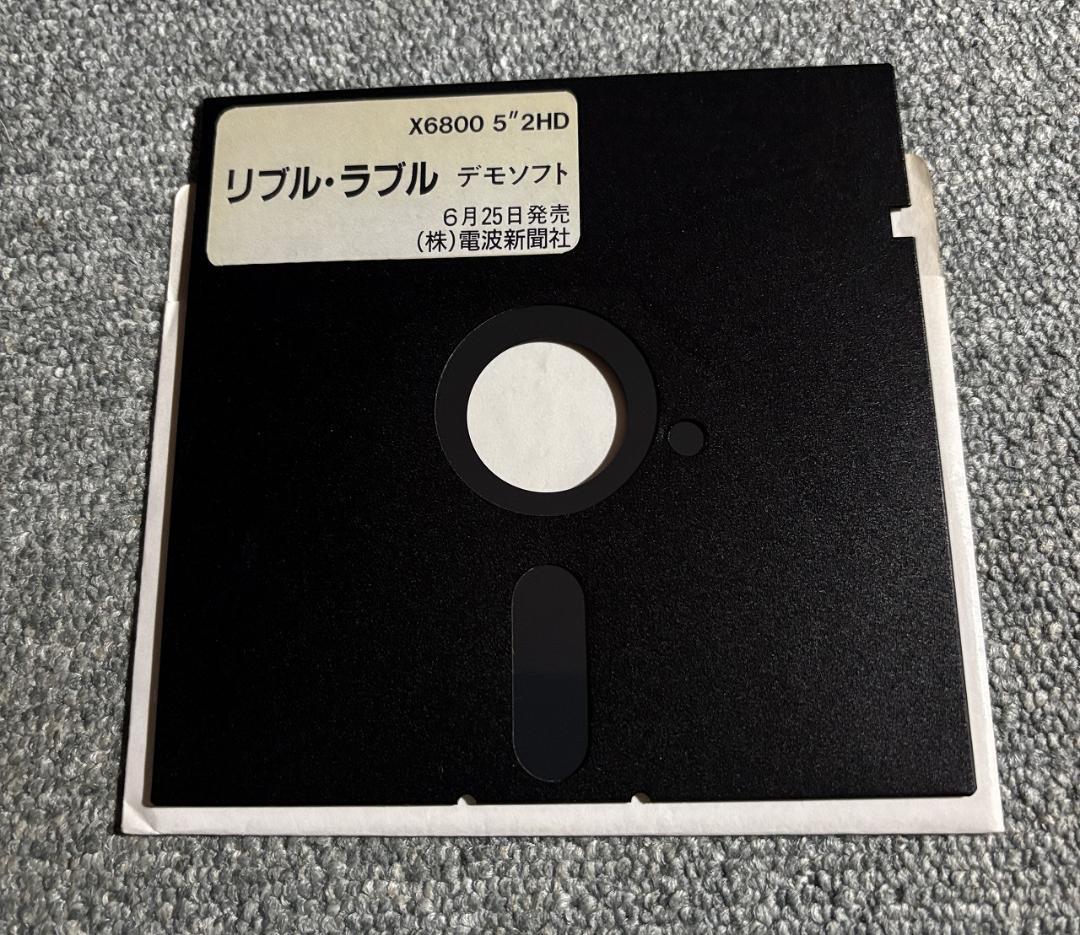 X6800 5″2HD
リブル・ラブル デモソフト
6月25日発売
(株)電波新聞社